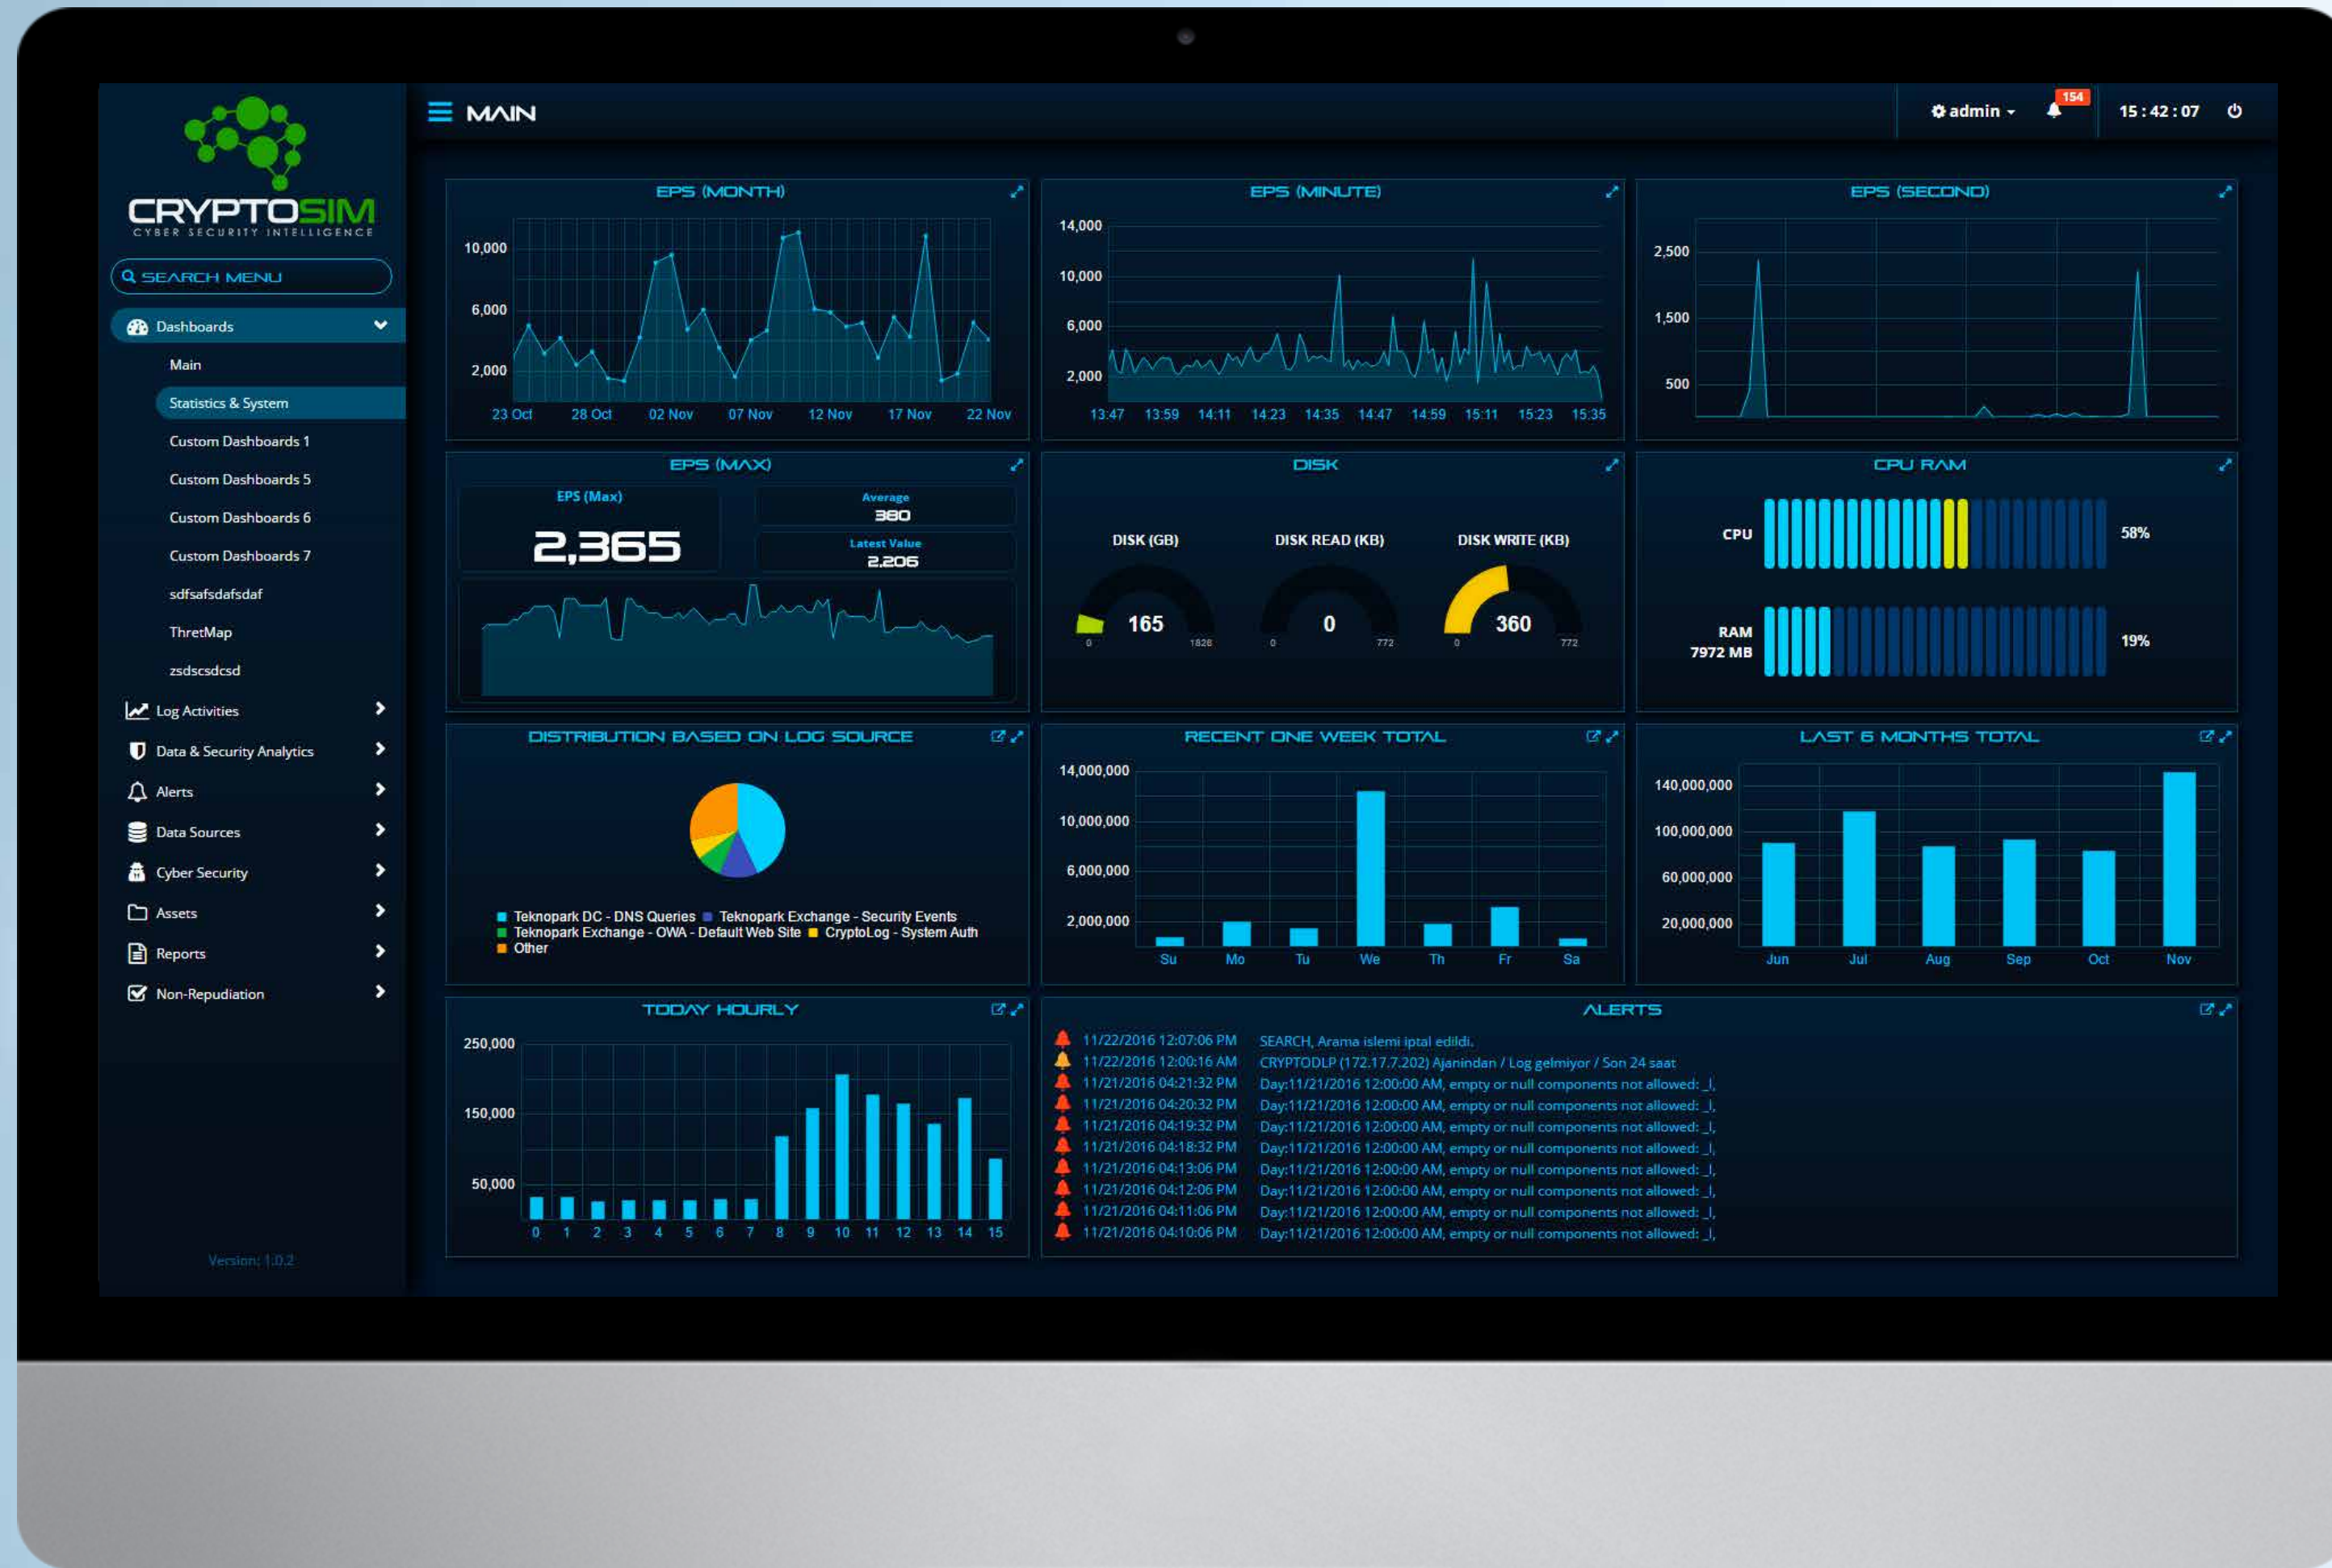 CRYPTOSIM
CYBER SECURITY INTELLIGENCE
SEARCH MENU
Dashboards
Main
Statistics & System
Custom Dashboards 1
Custom Dashboards 5
Custom Dashboards 6
Custom Dashboards 7
sdfsafsdafsdaf
ThretMap
zsdscsdcsd
Log Activities
Data & Security Analytics
Alerts
Data Sources
Cyber Security
Assets
Reports
Non-Repudiation
Version: 1.0.2
MAIN
admin
154
15 : 42 : 07
EPS (MONTH)
10,000
6,000
2,000
23 Oct 28 Oct 02 Nov 07 Nov 12 Nov 17 Nov 22 Nov
EPS (MINUTE)
14,000
10,000
6,000
2,000
13:47 13:59 14:11 14:23 14:35 14:47 14:59 15:11 15:23 15:35
EPS (SECOND)
2,500
1,500
500
EPS (MAX)
EPS (Max)
2,365
Average
380
Latest Value
2,206
DISK
DISK (GB) DISK READ (KB) DISK WRITE (KB)
165 0 360
0 1826 0 772 0 772
CPU RAM
CPU 58%
RAM
7972 MB
19%
DISTRIBUTION BASED ON LOG SOURCE
Teknopark DC - DNS Queries Teknopark Exchange - Security Events
Teknopark Exchange - OWA - Default Web Site CryptoLog - System Auth
Other
RECENT ONE WEEK TOTAL
14,000,000
10,000,000
6,000,000
2,000,000
Su Mo Tu We Th Fr Sa
LAST 6 MONTHS TOTAL
140,000,000
100,000,000
60,000,000
20,000,000
Jun Jul Aug Sep Oct Nov
TODAY HOURLY
250,000
150,000
50,000
0 1 2 3 4 5 6 7 8 9 10 11 12 13 14 15
ALERTS
11/22/2016 12:07:06 PM SEARCH, Arama islemi iptal edildi.
11/22/2016 12:00:16 AM CRYPTODLP (172.17.7.202) Ajanindan / Log gelmiyor / Son 24 saat
11/21/2016 04:21:32 PM Day:11/21/2016 12:00:00 AM, empty or null components not allowed: _l,
11/21/2016 04:20:32 PM Day:11/21/2016 12:00:00 AM, empty or null components not allowed: _l,
11/21/2016 04:19:32 PM Day:11/21/2016 12:00:00 AM, empty or null components not allowed: _l,
11/21/2016 04:18:32 PM Day:11/21/2016 12:00:00 AM, empty or null components not allowed: _l,
11/21/2016 04:13:06 PM Day:11/21/2016 12:00:00 AM, empty or null components not allowed: _l,
11/21/2016 04:12:06 PM Day:11/21/2016 12:00:00 AM, empty or null components not allowed: _l,
11/21/2016 04:11:06 PM Day:11/21/2016 12:00:00 AM, empty or null components not allowed: _l,
11/21/2016 04:10:06 PM Day:11/21/2016 12:00:00 AM, empty or null components not allowed: _l,